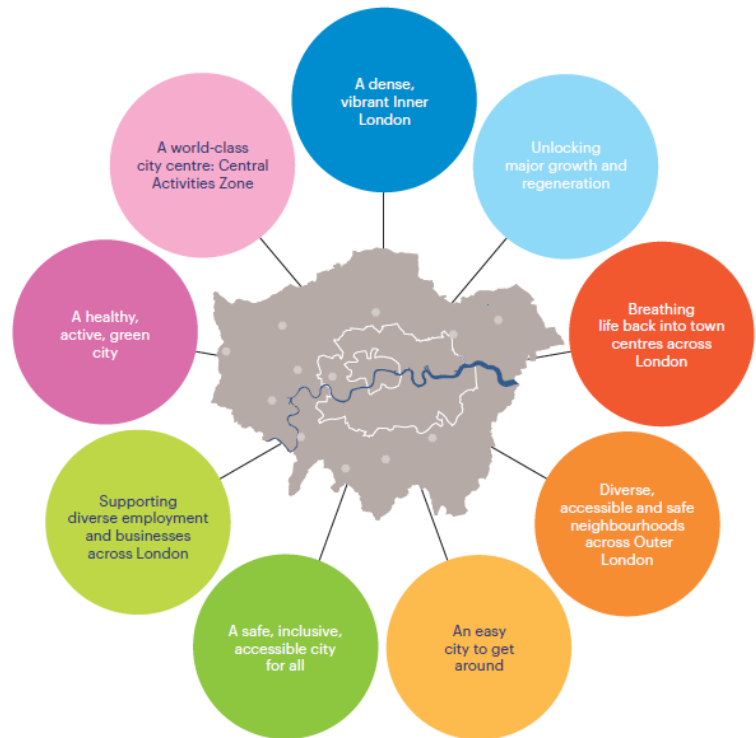 A dense,
vibrant Inner
London
Unlocking
major growth and
regeneration
Breathing
life back into town
centres across
London
Diverse,
accessible and safe
neighbourhoods
across Outer
London
An easy
city to get
around
A safe, inclusive,
accessible city
for all
Supporting
diverse employment
and businesses
across London
A healthy,
active, green
city
A world-class
city centre: Central
Activities Zone